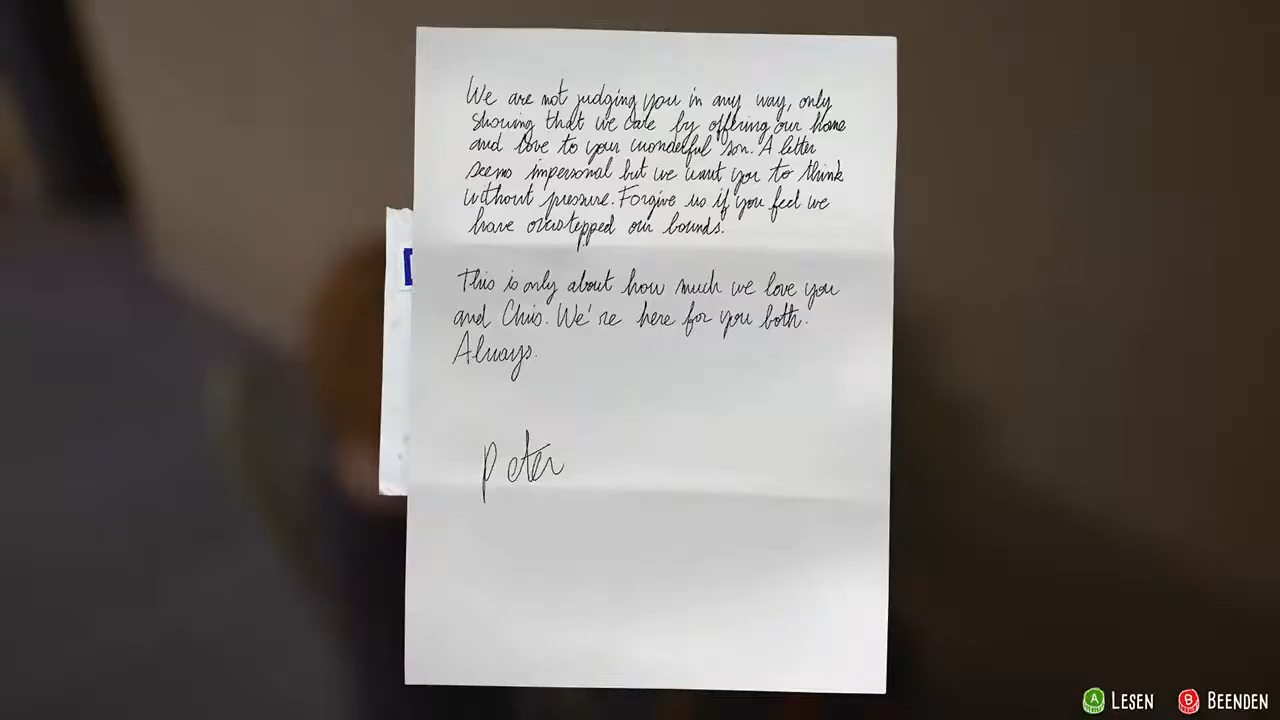 We are not judging you in any way, only
showing that we care by offering our home
and love to your wonderful son. A letter
seems impersonal but we want you to think
without pressure. Forgive us if you feel we
have overstepped our bounds.
This is only about how much we love you
and Chris. We're here for you both.
Always.
Peter
A LESEN B BEENDEN